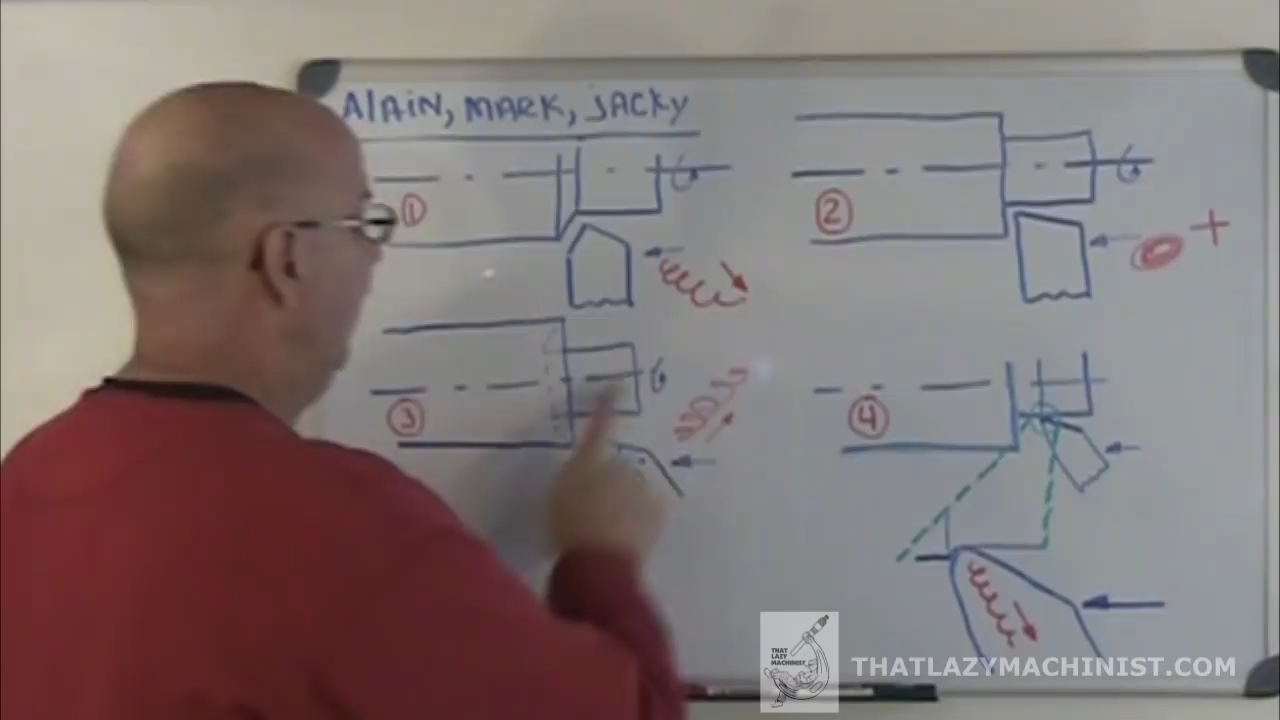 AlAiN, MARK, jACKy
1
2
+
3
4
THAT
LAZY
MACHINIST
THATLAZYMACHINIST.COM